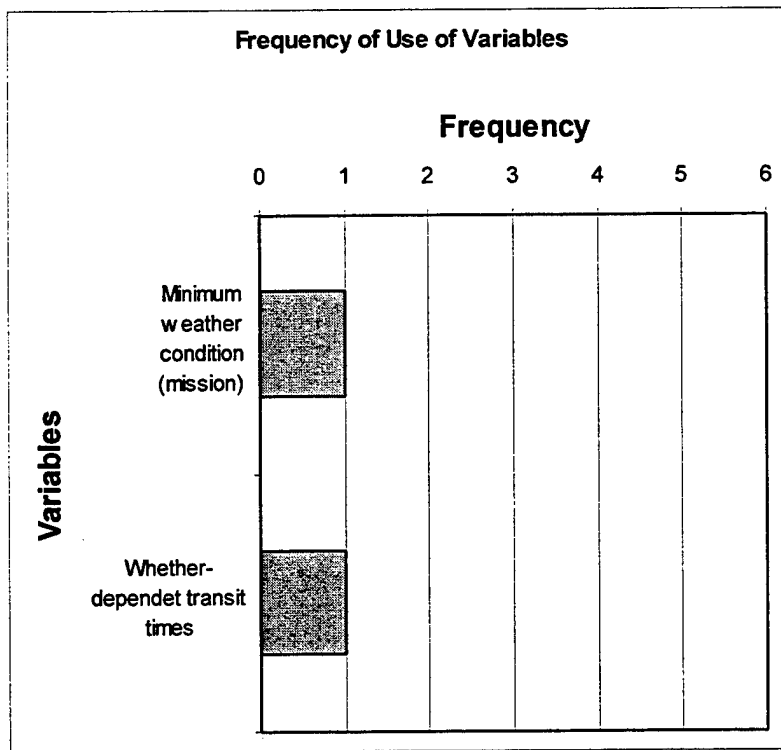 Frequency of Use of Variables
Frequency
0 1 2 3 4 5 6
Minimum
weather
condition
(mission)
Variables
Whether-
dependet transit
times